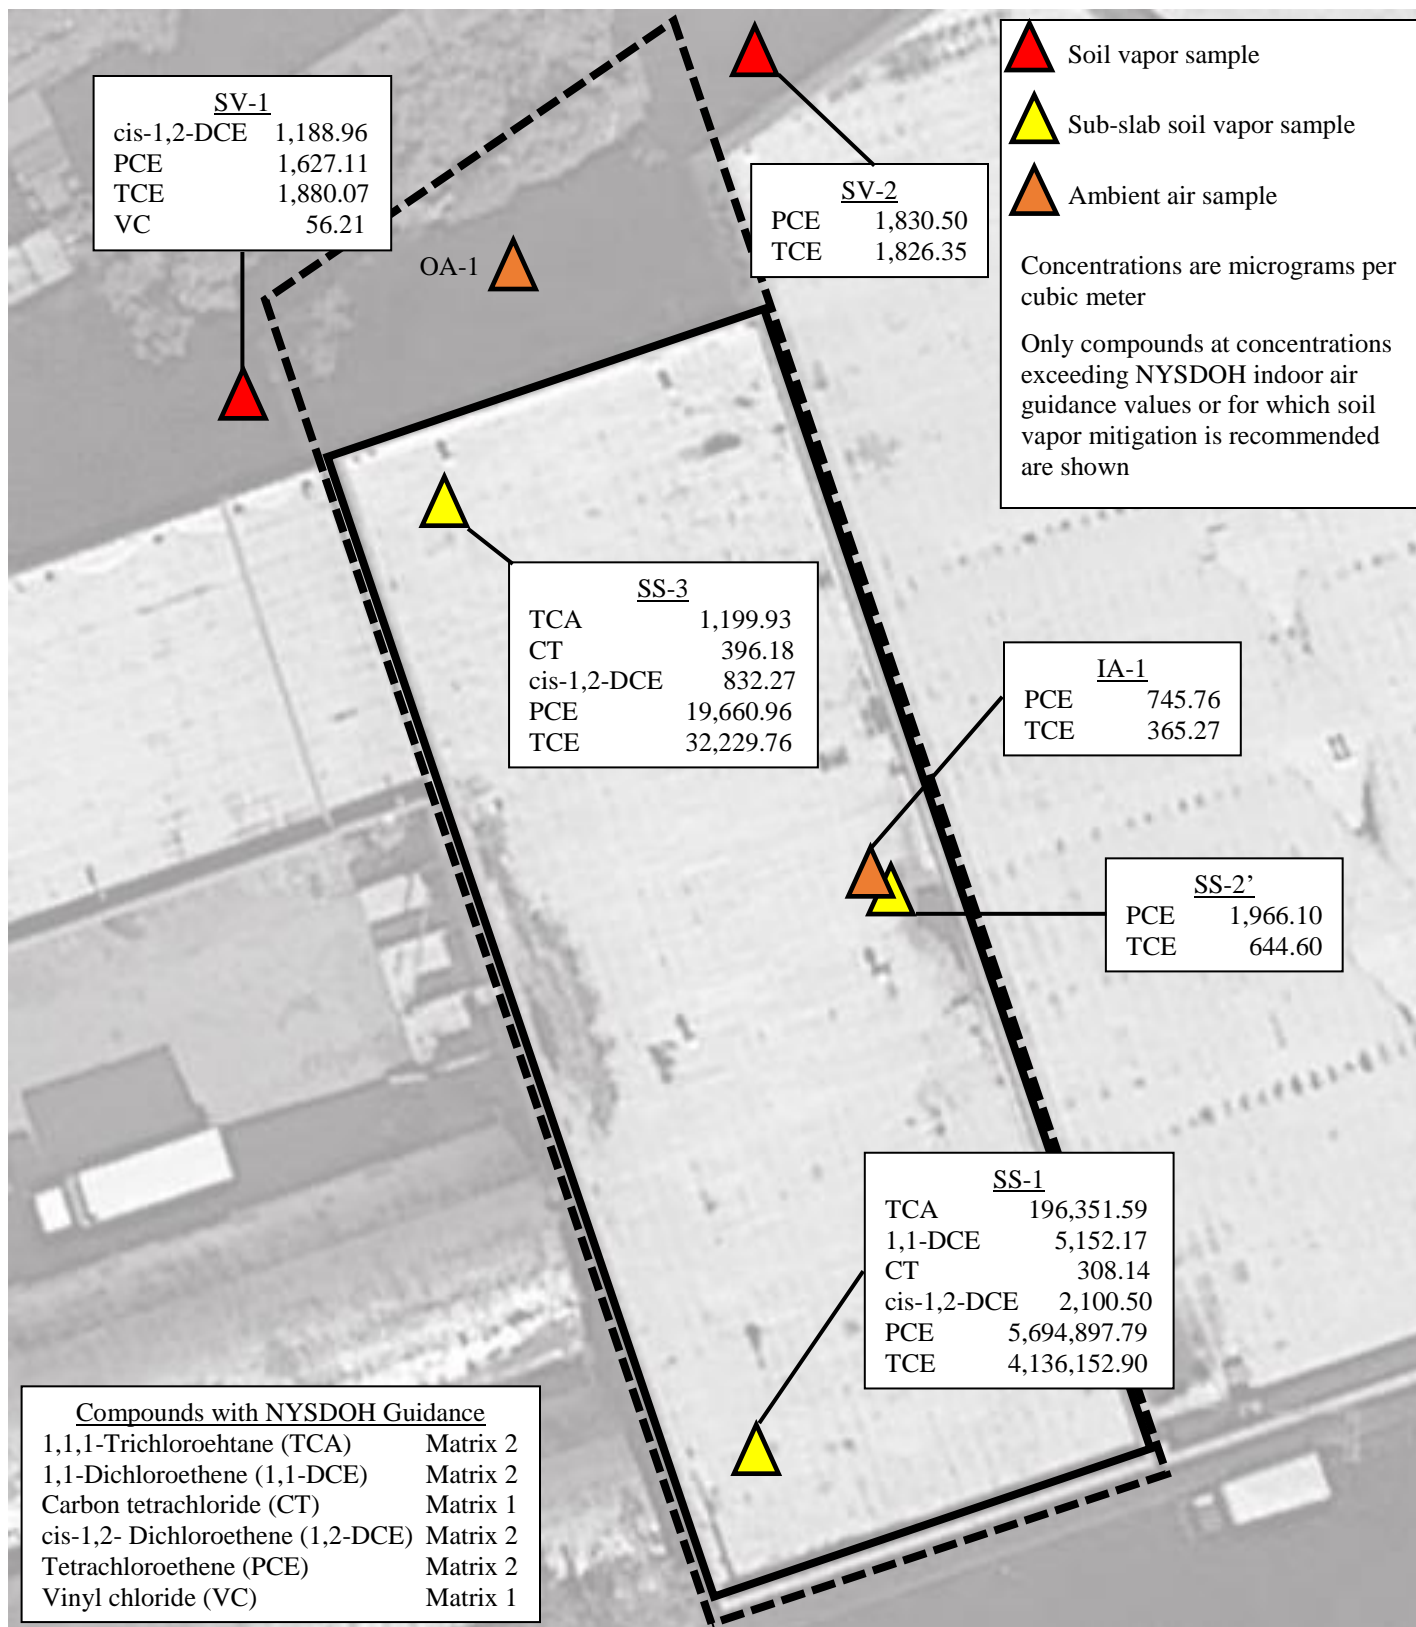 Soil vapor sample
Sub-slab soil vapor sample
Ambient air sample
Concentrations are micrograms per
cubic meter
Only compounds at concentrations
exceeding NYSDOH indoor air
guidance values or for which soil
vapor mitigation is recommended
are shown
SV-1
cis-1,2-DCE 1,188.96
PCE 1,627.11
TCE 1,880.07
VC 56.21
SV-2
PCE 1,830.50
TCE 1,826.35
OA-1
SS-3
TCA 1,199.93
CT 396.18
cis-1,2-DCE 832.27
PCE 19,660.96
TCE 32,229.76
IA-1
PCE 745.76
TCE 365.27
SS-2’
PCE 1,966.10
TCE 644.60
SS-1
TCA 196,351.59
1,1-DCE 5,152.17
CT 308.14
cis-1,2-DCE 2,100.50
PCE 5,694,897.79
TCE 4,136,152.90
Compounds with NYSDOH Guidance
1,1,1-Trichloroehtane (TCA) Matrix 2
1,1-Dichloroethene (1,1-DCE) Matrix 2
Carbon tetrachloride (CT) Matrix 1
cis-1,2- Dichloroethene (1,2-DCE) Matrix 2
Tetrachloroethene (PCE) Matrix 2
Vinyl chloride (VC) Matrix 1